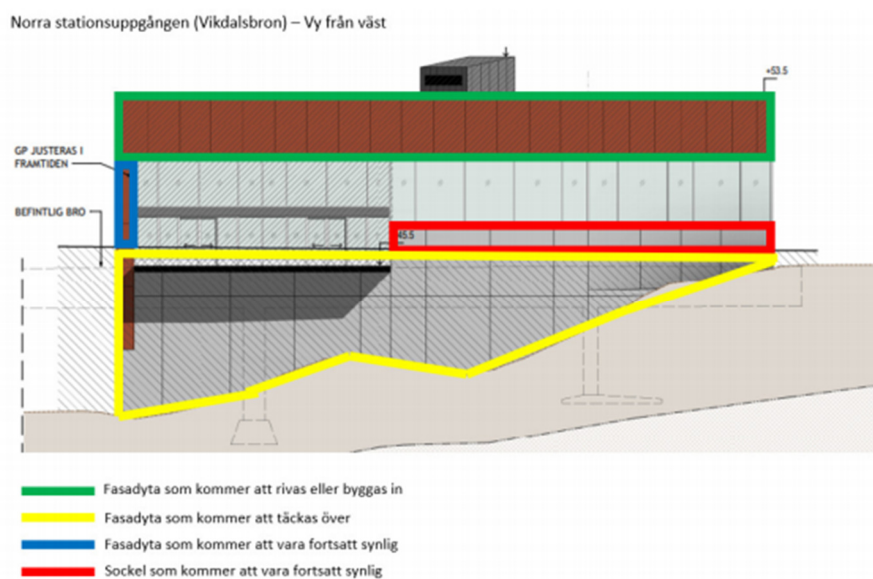 Norra stationsuppgången (Vikdalsbron) – Vy från väst
+53.5
GP JUSTERAS I
FRAMTIDEN
BEFINTLIG BRO
45.5
Fasadyta som kommer att rivas eller byggas in
Fasadyta som kommer att täckas över
Fasadyta som kommer att vara fortsatt synlig
Sockel som kommer att vara fortsatt synlig